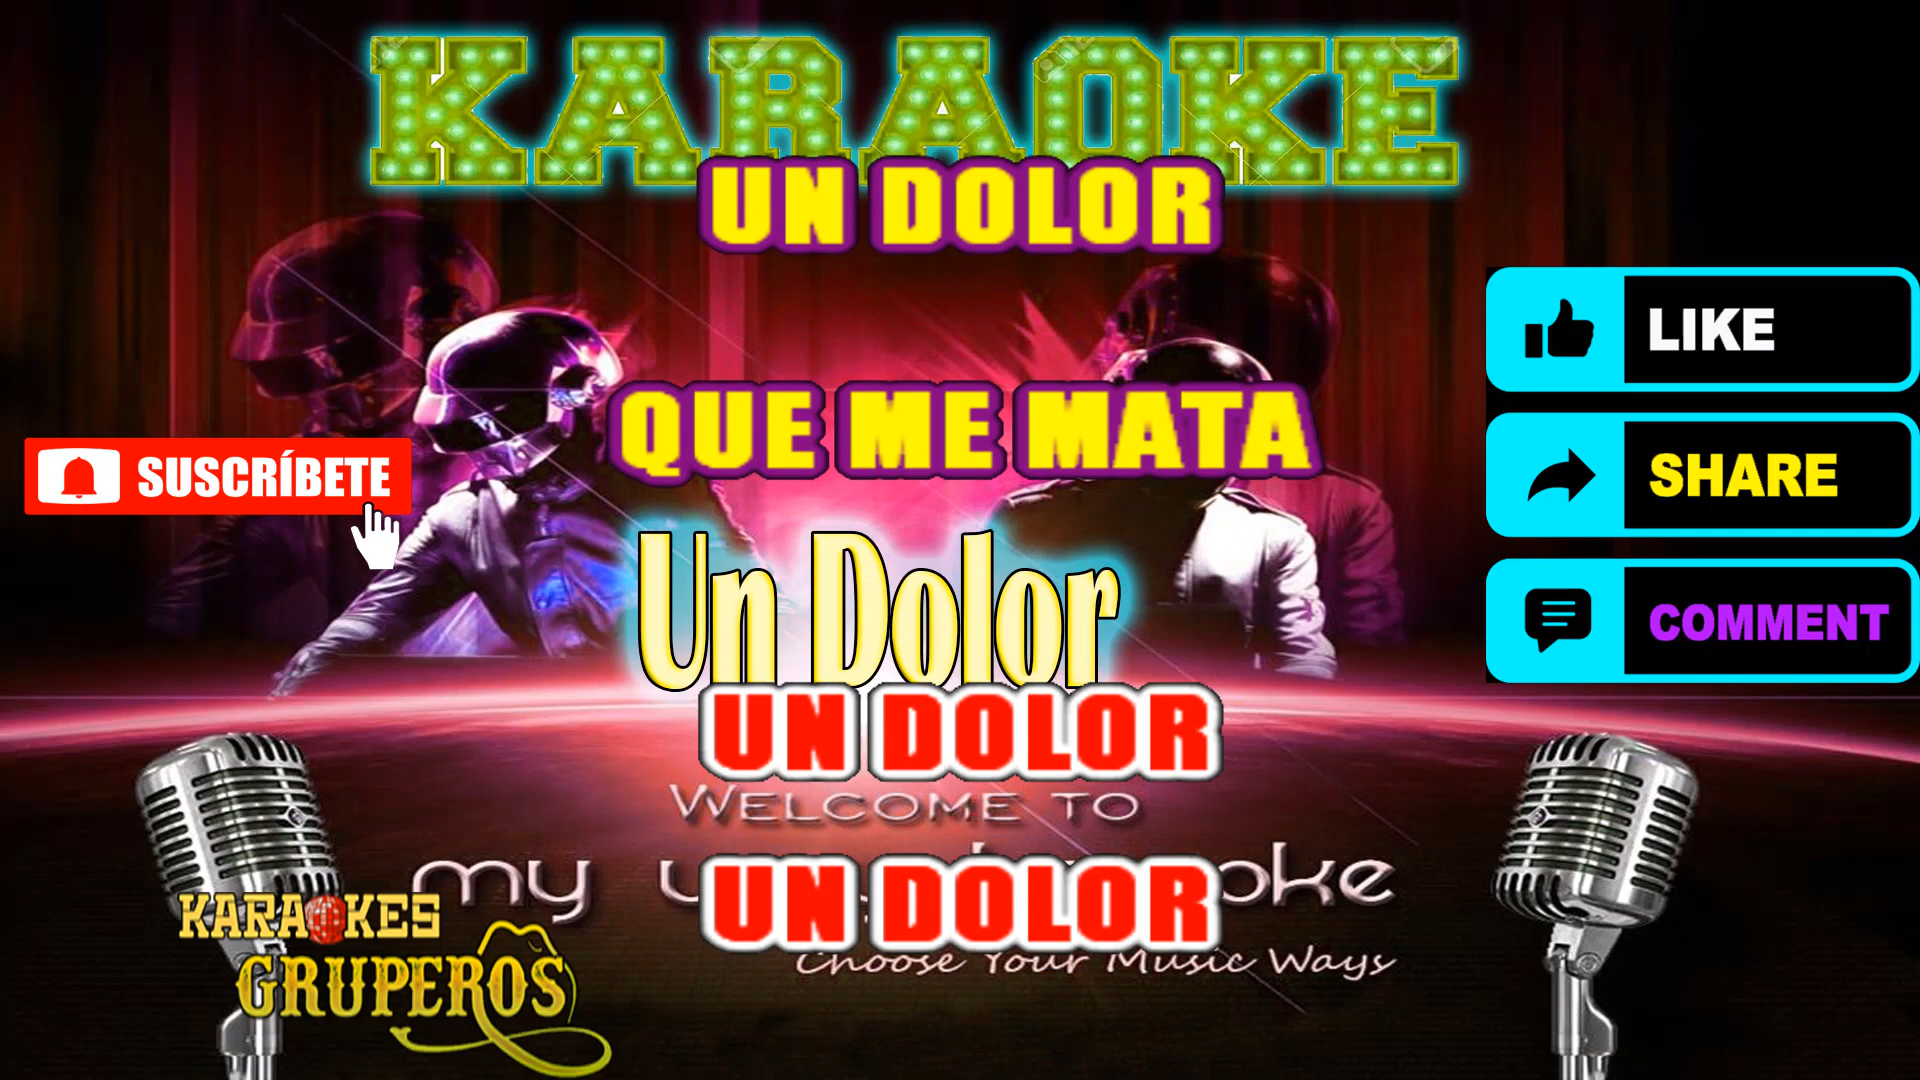 KARAOKE
UN DOLOR
LIKE
QUE ME MATA
SUSCRÍBETE
SHARE
Un Dolor
COMMENT
UN DOLOR
WELCOME TO
my
UN DOLOR
KARAOKES
GRUPEROS
Choose Your Music Ways